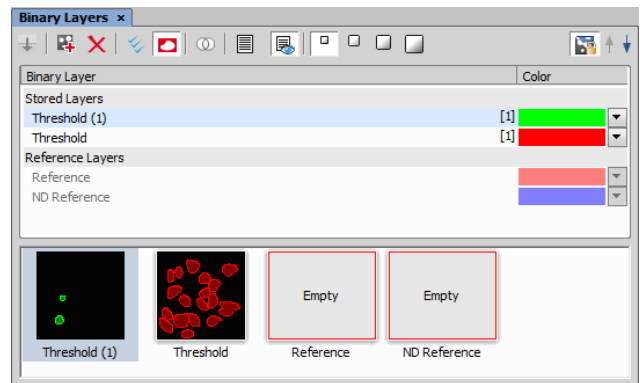 Binary Layers ×
Binary Layer Color
Stored Layers
Threshold (1) [1]
Threshold [1]
Reference Layers
Reference
ND Reference
Empty Empty
Threshold (1) Threshold Reference ND Reference